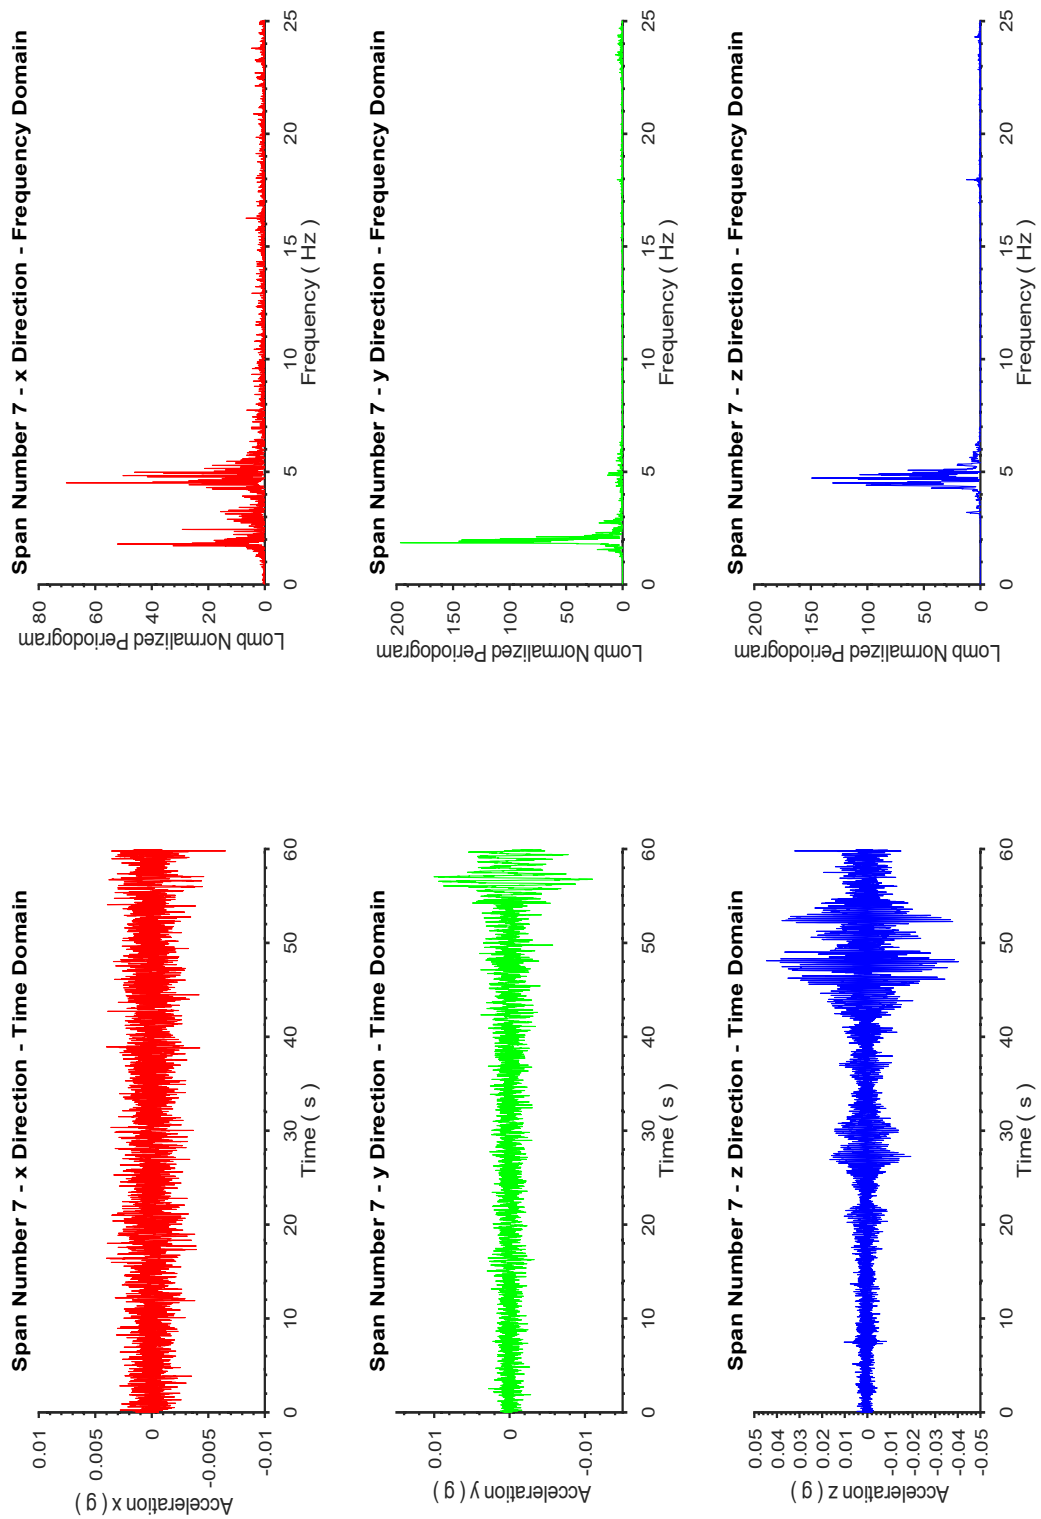 Span Number 7 - x Direction - Time Domain
Acceleration x ( g )
0.01
0.005
0
-0.005
-0.01
0 10 20 30 40 50 60
Time ( s )
Span Number 7 - x Direction - Frequency Domain
Lomb Normalized Periodogram
80
60
40
20
0
0 5 10 15 20 25
Frequency ( Hz )
Span Number 7 - y Direction - Time Domain
Acceleration y ( g )
0.01
0
-0.01
0 10 20 30 40 50 60
Time ( s )
Span Number 7 - y Direction - Frequency Domain
Lomb Normalized Periodogram
200
150
100
50
0
0 5 10 15 20 25
Frequency ( Hz )
Span Number 7 - z Direction - Time Domain
Acceleration z ( g )
0.05
0.04
0.03
0.02
0.01
0
-0.01
-0.02
-0.03
-0.04
-0.05
0 10 20 30 40 50 60
Time ( s )
Span Number 7 - z Direction - Frequency Domain
Lomb Normalized Periodogram
200
150
100
50
0
0 5 10 15 20 25
Frequency ( Hz )